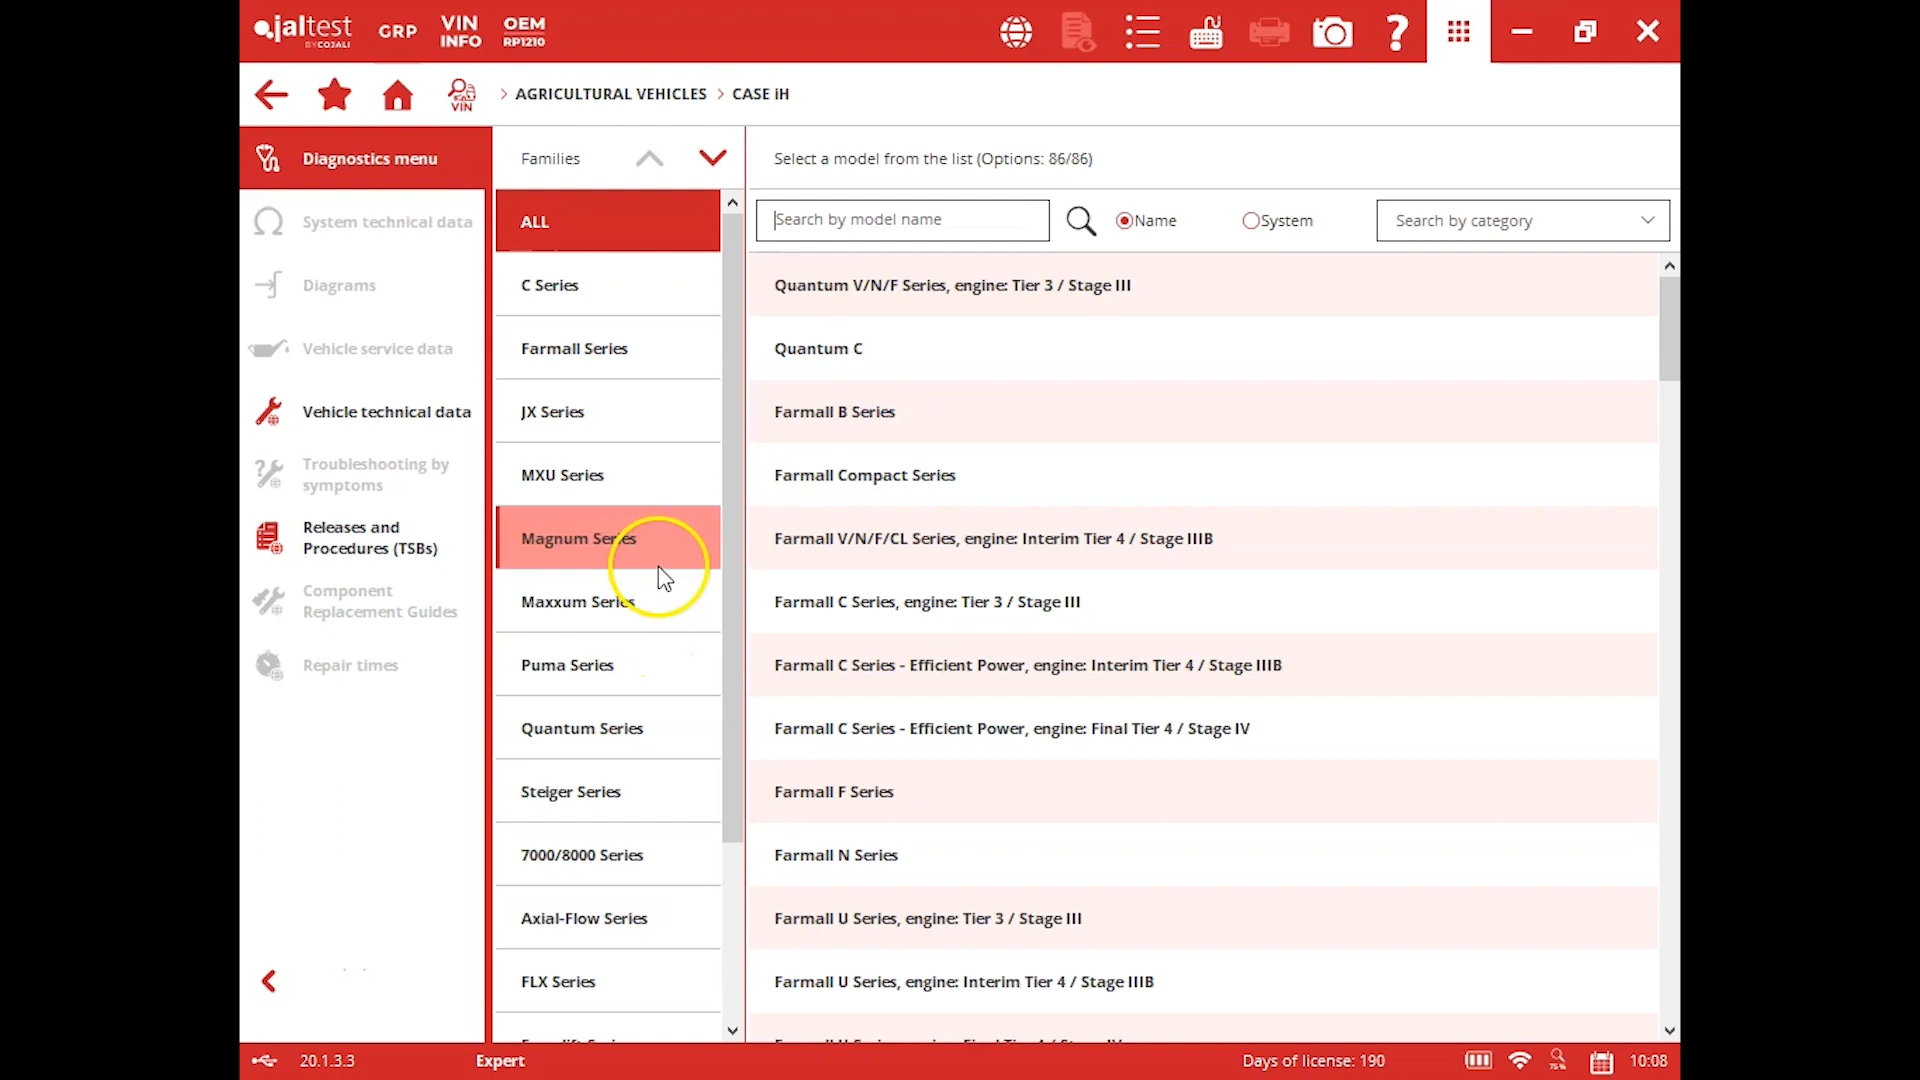 jaltest
BY COJALI
GRP
VIN
INFO
OEM
RP1210
VIN
AGRICULTURAL VEHICLES
CASE iH
Diagnostics menu
System technical data
Diagrams
Vehicle service data
Vehicle technical data
Troubleshooting by
symptoms
Releases and
Procedures (TSBs)
Component
Replacement Guides
Repair times
Families
ALL
C Series
Farmall Series
JX Series
MXU Series
Magnum Series
Maxxum Series
Puma Series
Quantum Series
Steiger Series
7000/8000 Series
Axial-Flow Series
FLX Series
Select a model from the list (Options: 86/86)
Search by model name
Name
System
Search by category
Quantum V/N/F Series, engine: Tier 3 / Stage III
Quantum C
Farmall B Series
Farmall Compact Series
Farmall V/N/F/CL Series, engine: Interim Tier 4 / Stage IIIB
Farmall C Series, engine: Tier 3 / Stage III
Farmall C Series - Efficient Power, engine: Interim Tier 4 / Stage IIIB
Farmall C Series - Efficient Power, engine: Final Tier 4 / Stage IV
Farmall F Series
Farmall N Series
Farmall U Series, engine: Tier 3 / Stage III
Farmall U Series, engine: Interim Tier 4 / Stage IIIB
20.1.3.3
Expert
Days of license: 190
75%
10:08